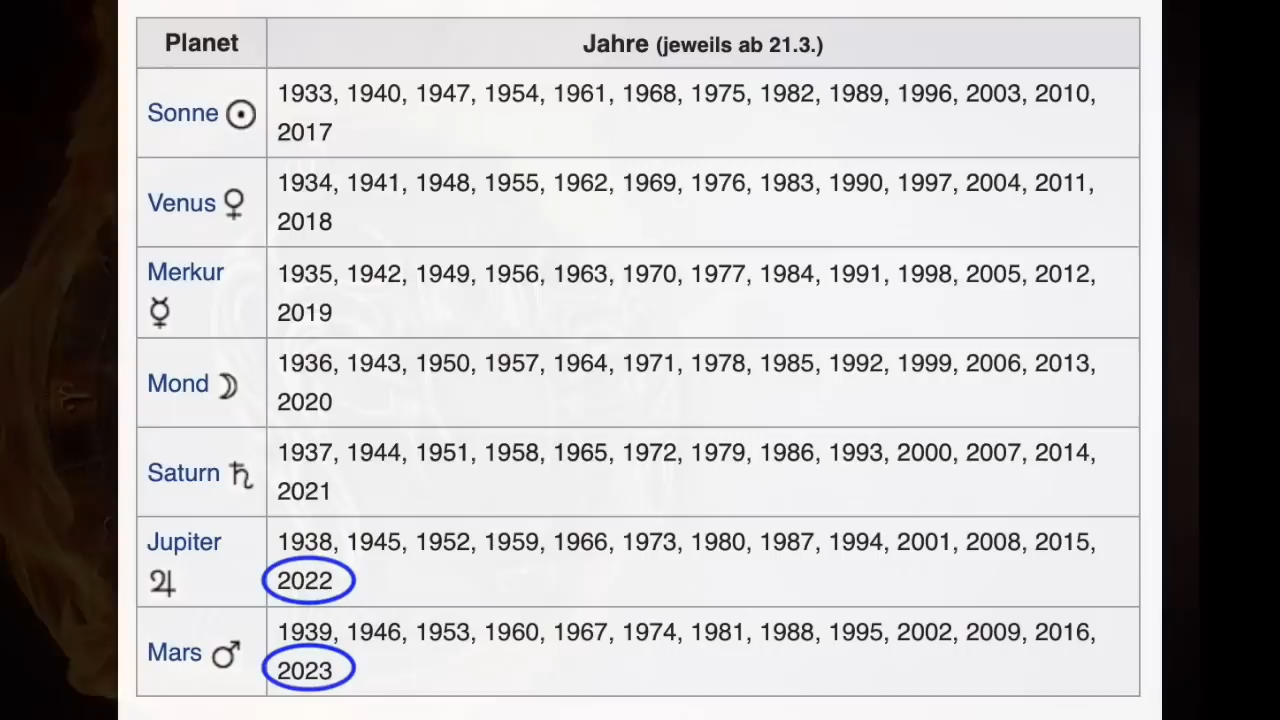 Planet
Jahre (jeweils ab 21.3.)
Sonne ☉
1933, 1940, 1947, 1954, 1961, 1968, 1975, 1982, 1989, 1996, 2003, 2010,
2017
Venus ♀
1934, 1941, 1948, 1955, 1962, 1969, 1976, 1983, 1990, 1997, 2004, 2011,
2018
Merkur
☿
1935, 1942, 1949, 1956, 1963, 1970, 1977, 1984, 1991, 1998, 2005, 2012,
2019
Mond ☽
1936, 1943, 1950, 1957, 1964, 1971, 1978, 1985, 1992, 1999, 2006, 2013,
2020
Saturn ♄
1937, 1944, 1951, 1958, 1965, 1972, 1979, 1986, 1993, 2000, 2007, 2014,
2021
Jupiter
♃
1938, 1945, 1952, 1959, 1966, 1973, 1980, 1987, 1994, 2001, 2008, 2015,
2022
Mars ♂
1939, 1946, 1953, 1960, 1967, 1974, 1981, 1988, 1995, 2002, 2009, 2016,
2023